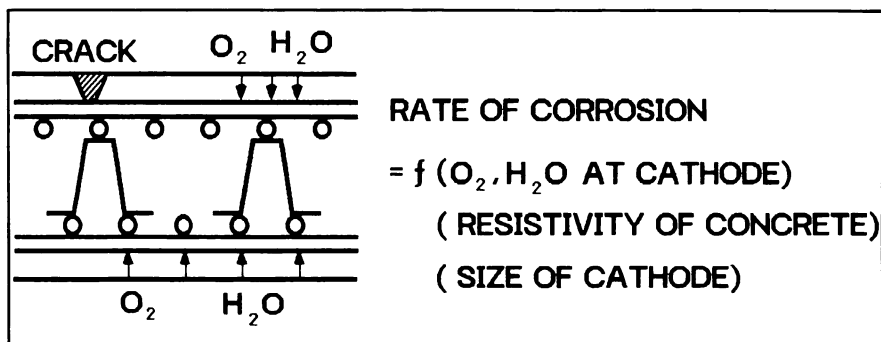 CRACK
O₂ H₂O
RATE OF CORROSION
= f (O₂, H₂O AT CATHODE)
( RESISTIVITY OF CONCRETE)
( SIZE OF CATHODE)
O₂ H₂O